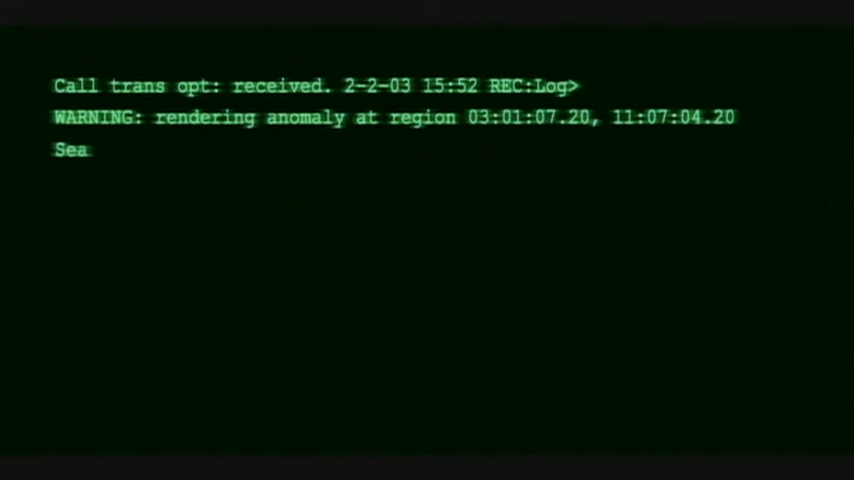 Call trans opt: received. 2-2-03 15:52 REC:Log>
WARNING: rendering anomaly at region 03:01:07.20, 11:07:04.20
Sea